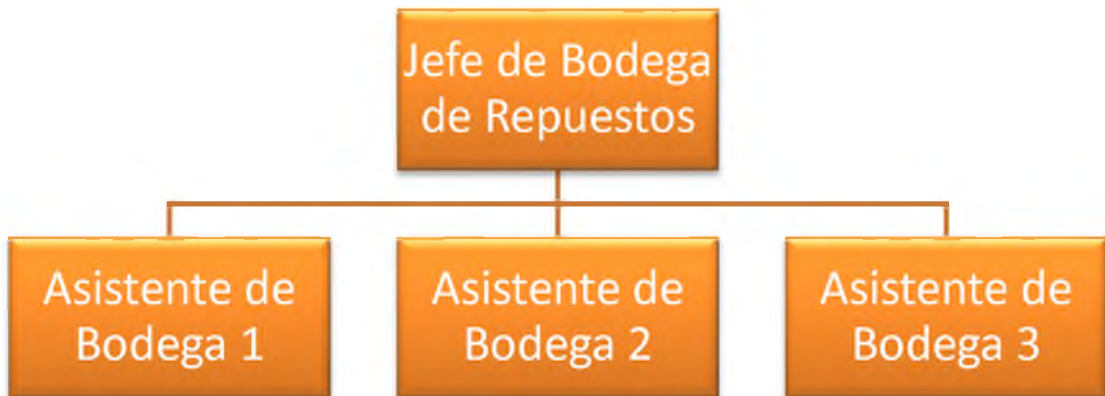 Jefe de Bodega
de Repuestos
Asistente de
Bodega 1
Asistente de
Bodega 2
Asistente de
Bodega 3